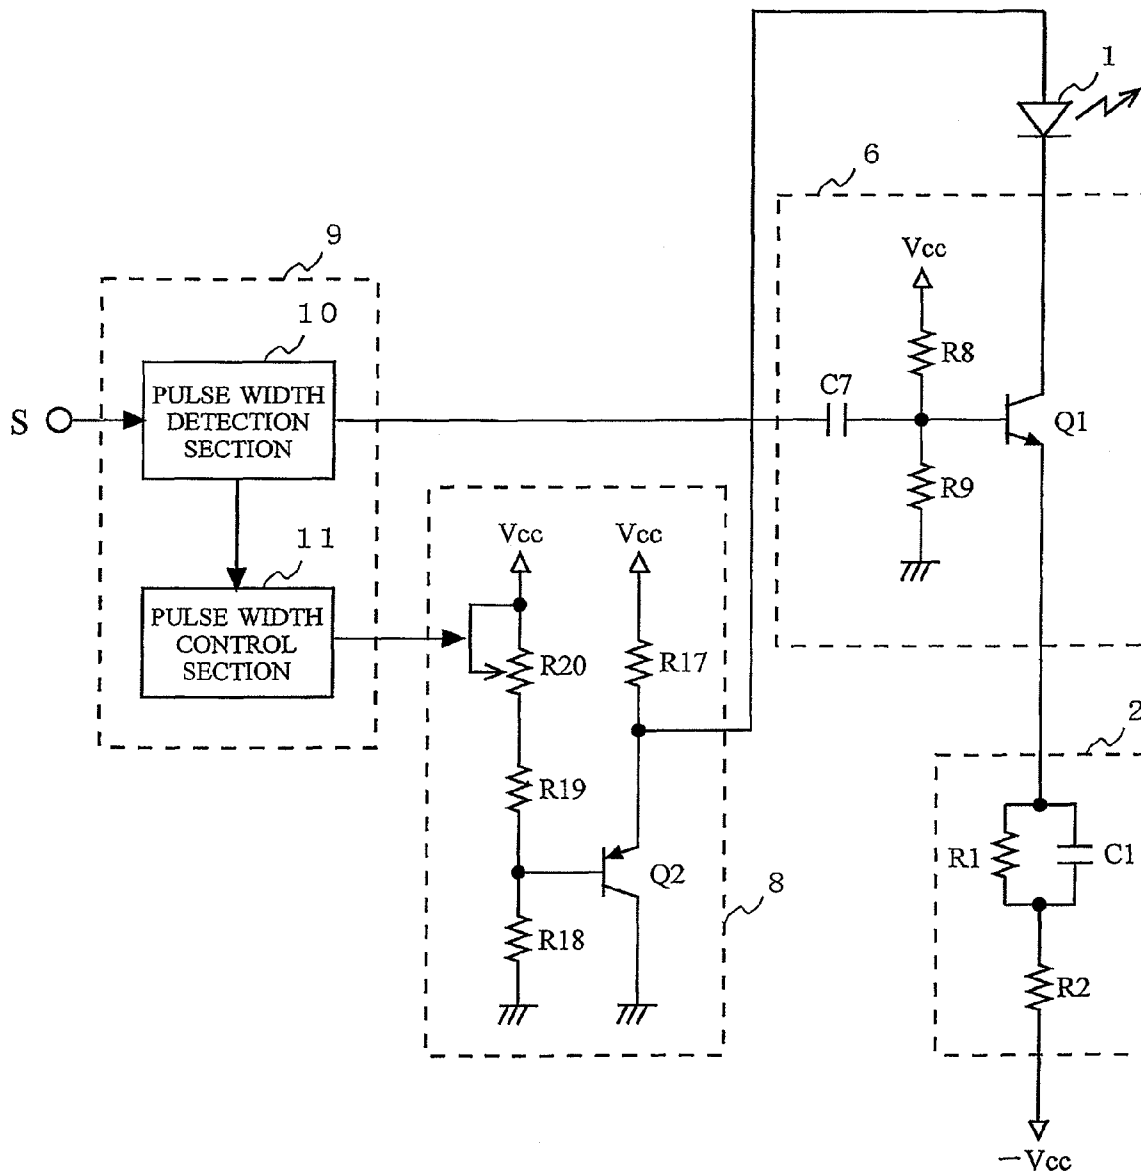 1
6
9
Vcc
10
R8
PULSE WIDTH
DETECTION
SECTION
C7
S
Q1
R9
Vcc
Vcc
11
PULSE WIDTH
CONTROL
SECTION
R20
R17
2
R19
R1
C1
Q2
8
R18
R2
−Vcc